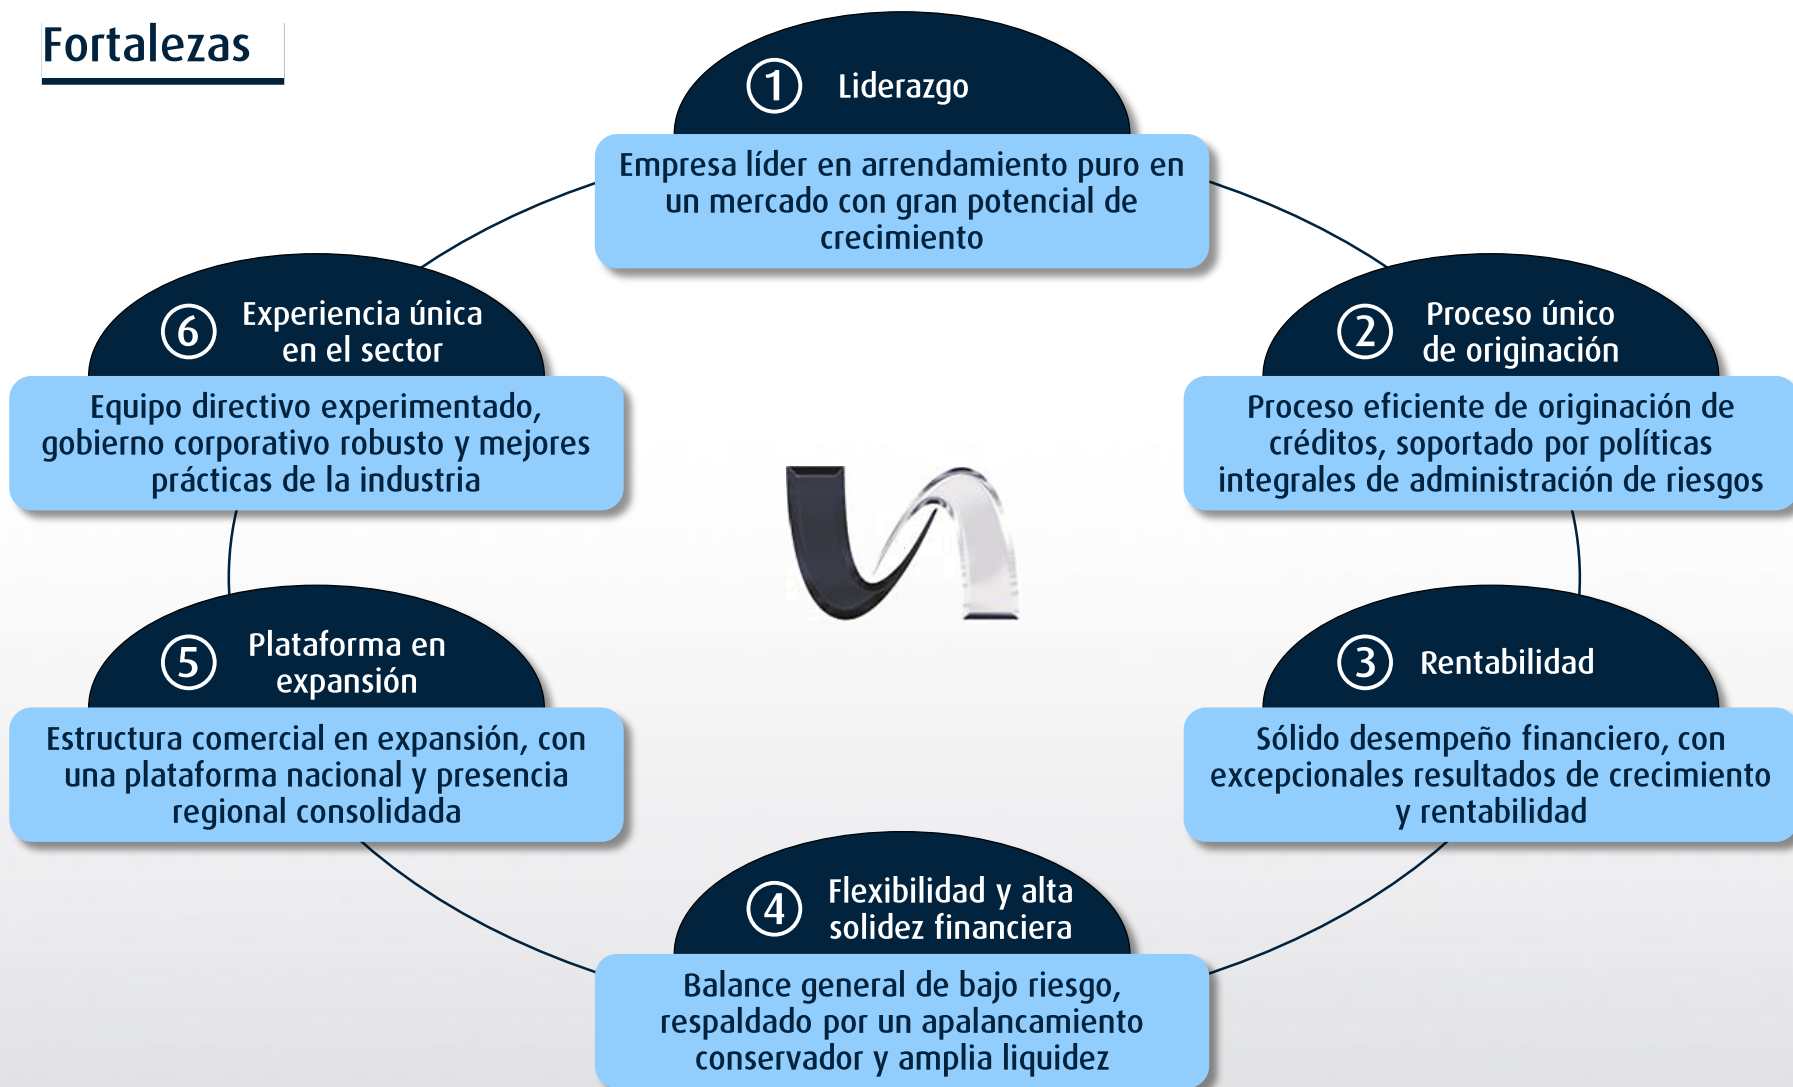 Fortalezas
1 Liderazgo
Empresa líder en arrendamiento puro en
un mercado con gran potencial de
crecimiento
2 Proceso único
de originación
Proceso eficiente de originación de
créditos, soportado por políticas
integrales de administración de riesgos
3 Rentabilidad
Sólido desempeño financiero, con
excepcionales resultados de crecimiento
y rentabilidad
4 Flexibilidad y alta
solidez financiera
Balance general de bajo riesgo,
respaldado por un apalancamiento
conservador y amplia liquidez
5 Plataforma en
expansión
Estructura comercial en expansión, con
una plataforma nacional y presencia
regional consolidada
6 Experiencia única
en el sector
Equipo directivo experimentado,
gobierno corporativo robusto y mejores
prácticas de la industria